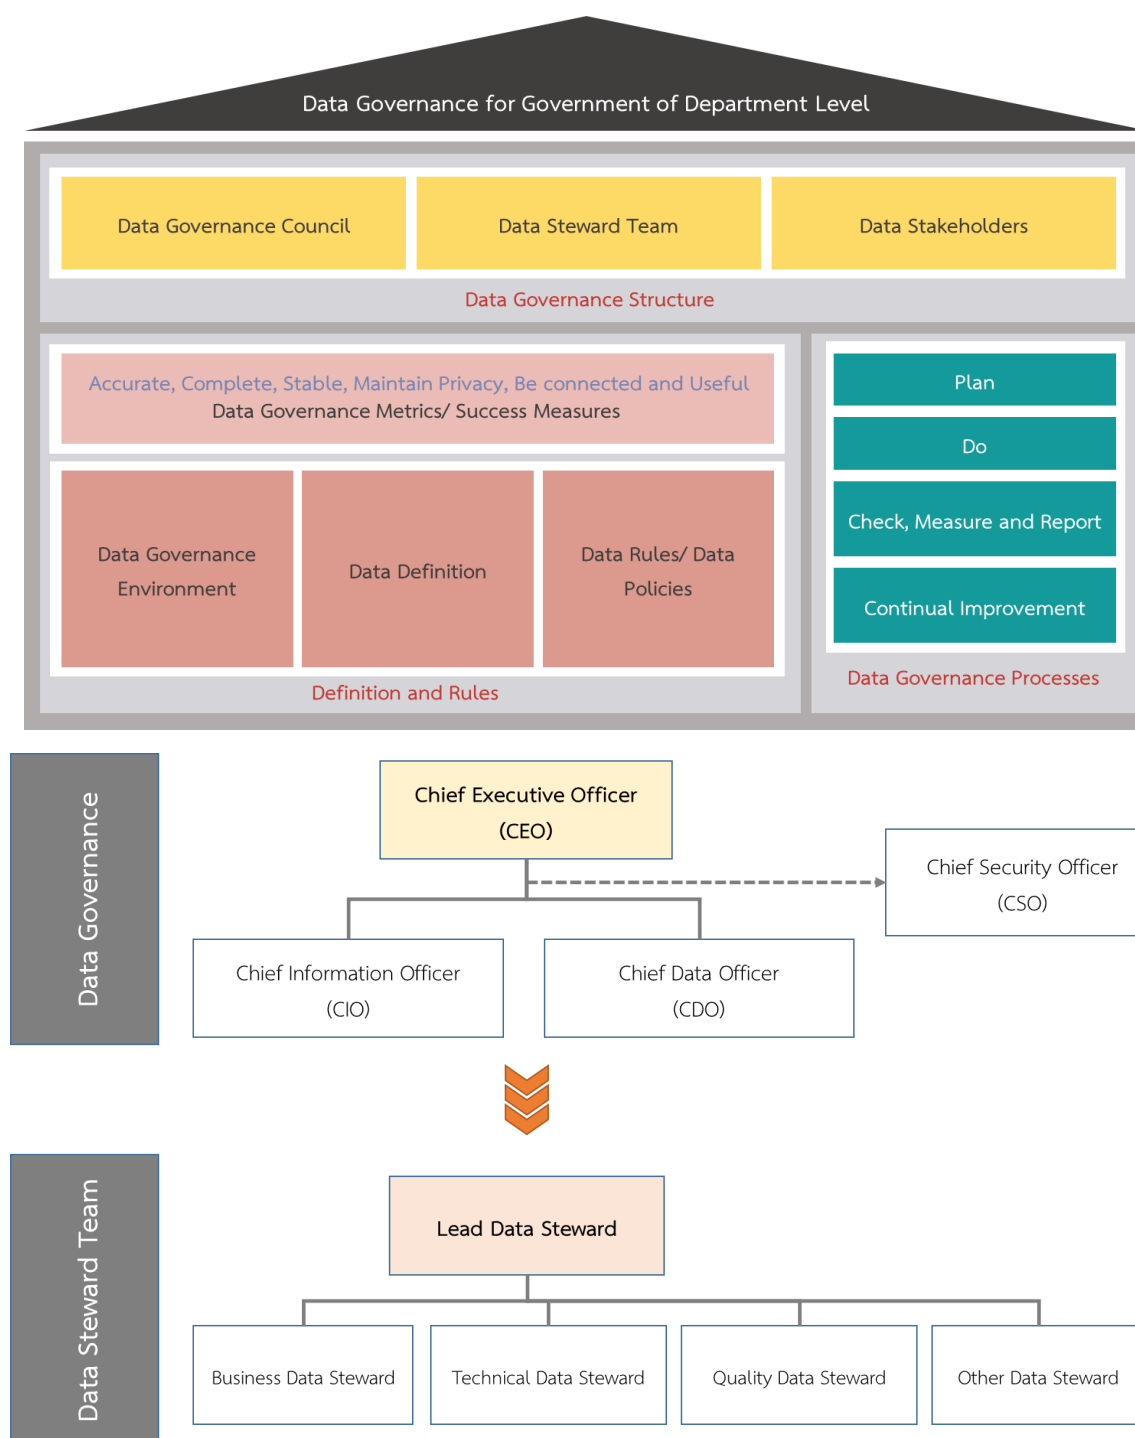 Data Governance for Government of Department Level
Data Governance Council
Data Steward Team
Data Stakeholders
Data Governance Structure
Accurate, Complete, Stable, Maintain Privacy, Be connected and Useful
Data Governance Metrics/ Success Measures
Data Governance
Environment
Data Definition
Data Rules/ Data
Policies
Definition and Rules
Plan
Do
Check, Measure and Report
Continual Improvement
Data Governance Processes
Data Governance
Chief Executive Officer
(CEO)
Chief Security Officer
(CSO)
Chief Information Officer
(CIO)
Chief Data Officer
(CDO)
Data Steward Team
Lead Data Steward
Business Data Steward
Technical Data Steward
Quality Data Steward
Other Data Steward